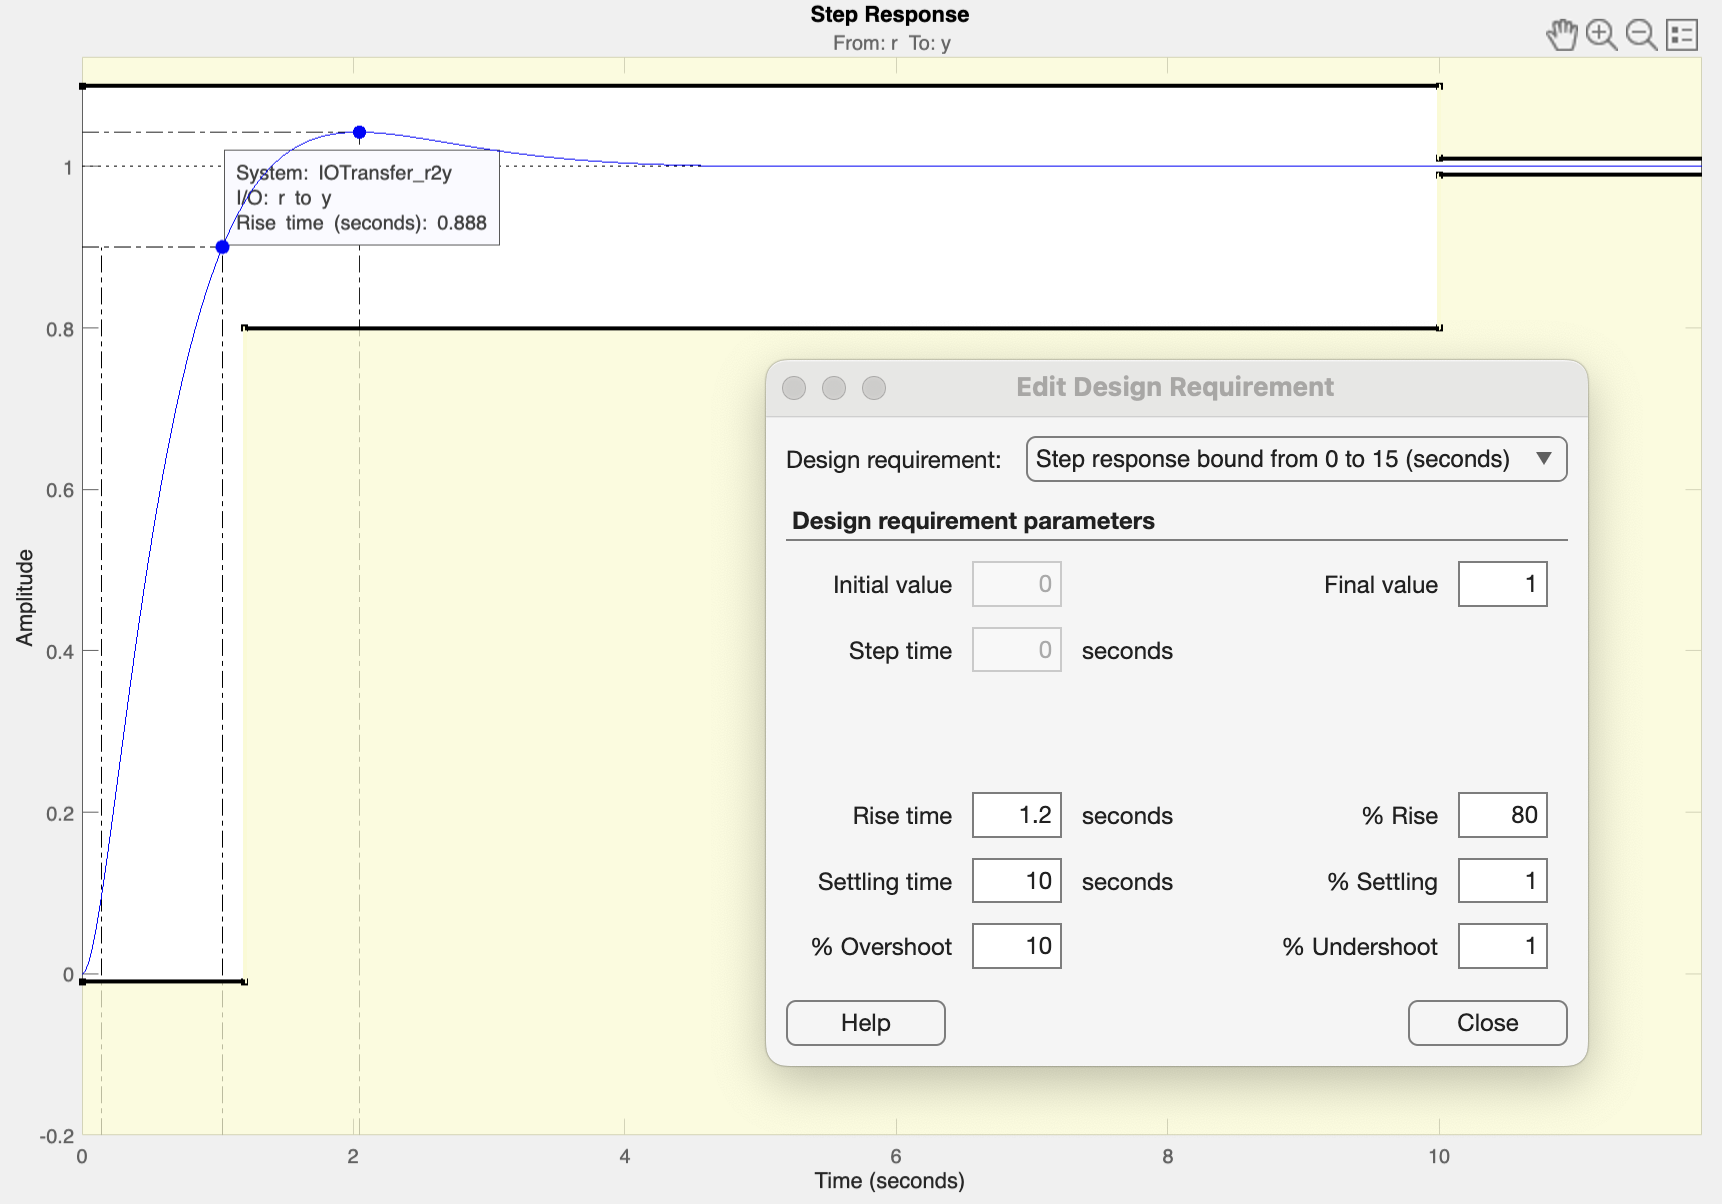 Step Response
From: r To: y
System: IOTransfer_r2y
I/O: r to y
Rise time (seconds): 0.888
1
0.8
0.6
0.4
0.2
0
-0.2
Amplitude
0 2 4 6 8 10
Time (seconds)
Edit Design Requirement
Design requirement: Step response bound from 0 to 15 (seconds)
Design requirement parameters
Initial value 0 Final value 1
Step time 0 seconds
Rise time 1.2 seconds % Rise 80
Settling time 10 seconds % Settling 1
% Overshoot 10 % Undershoot 1
Help Close